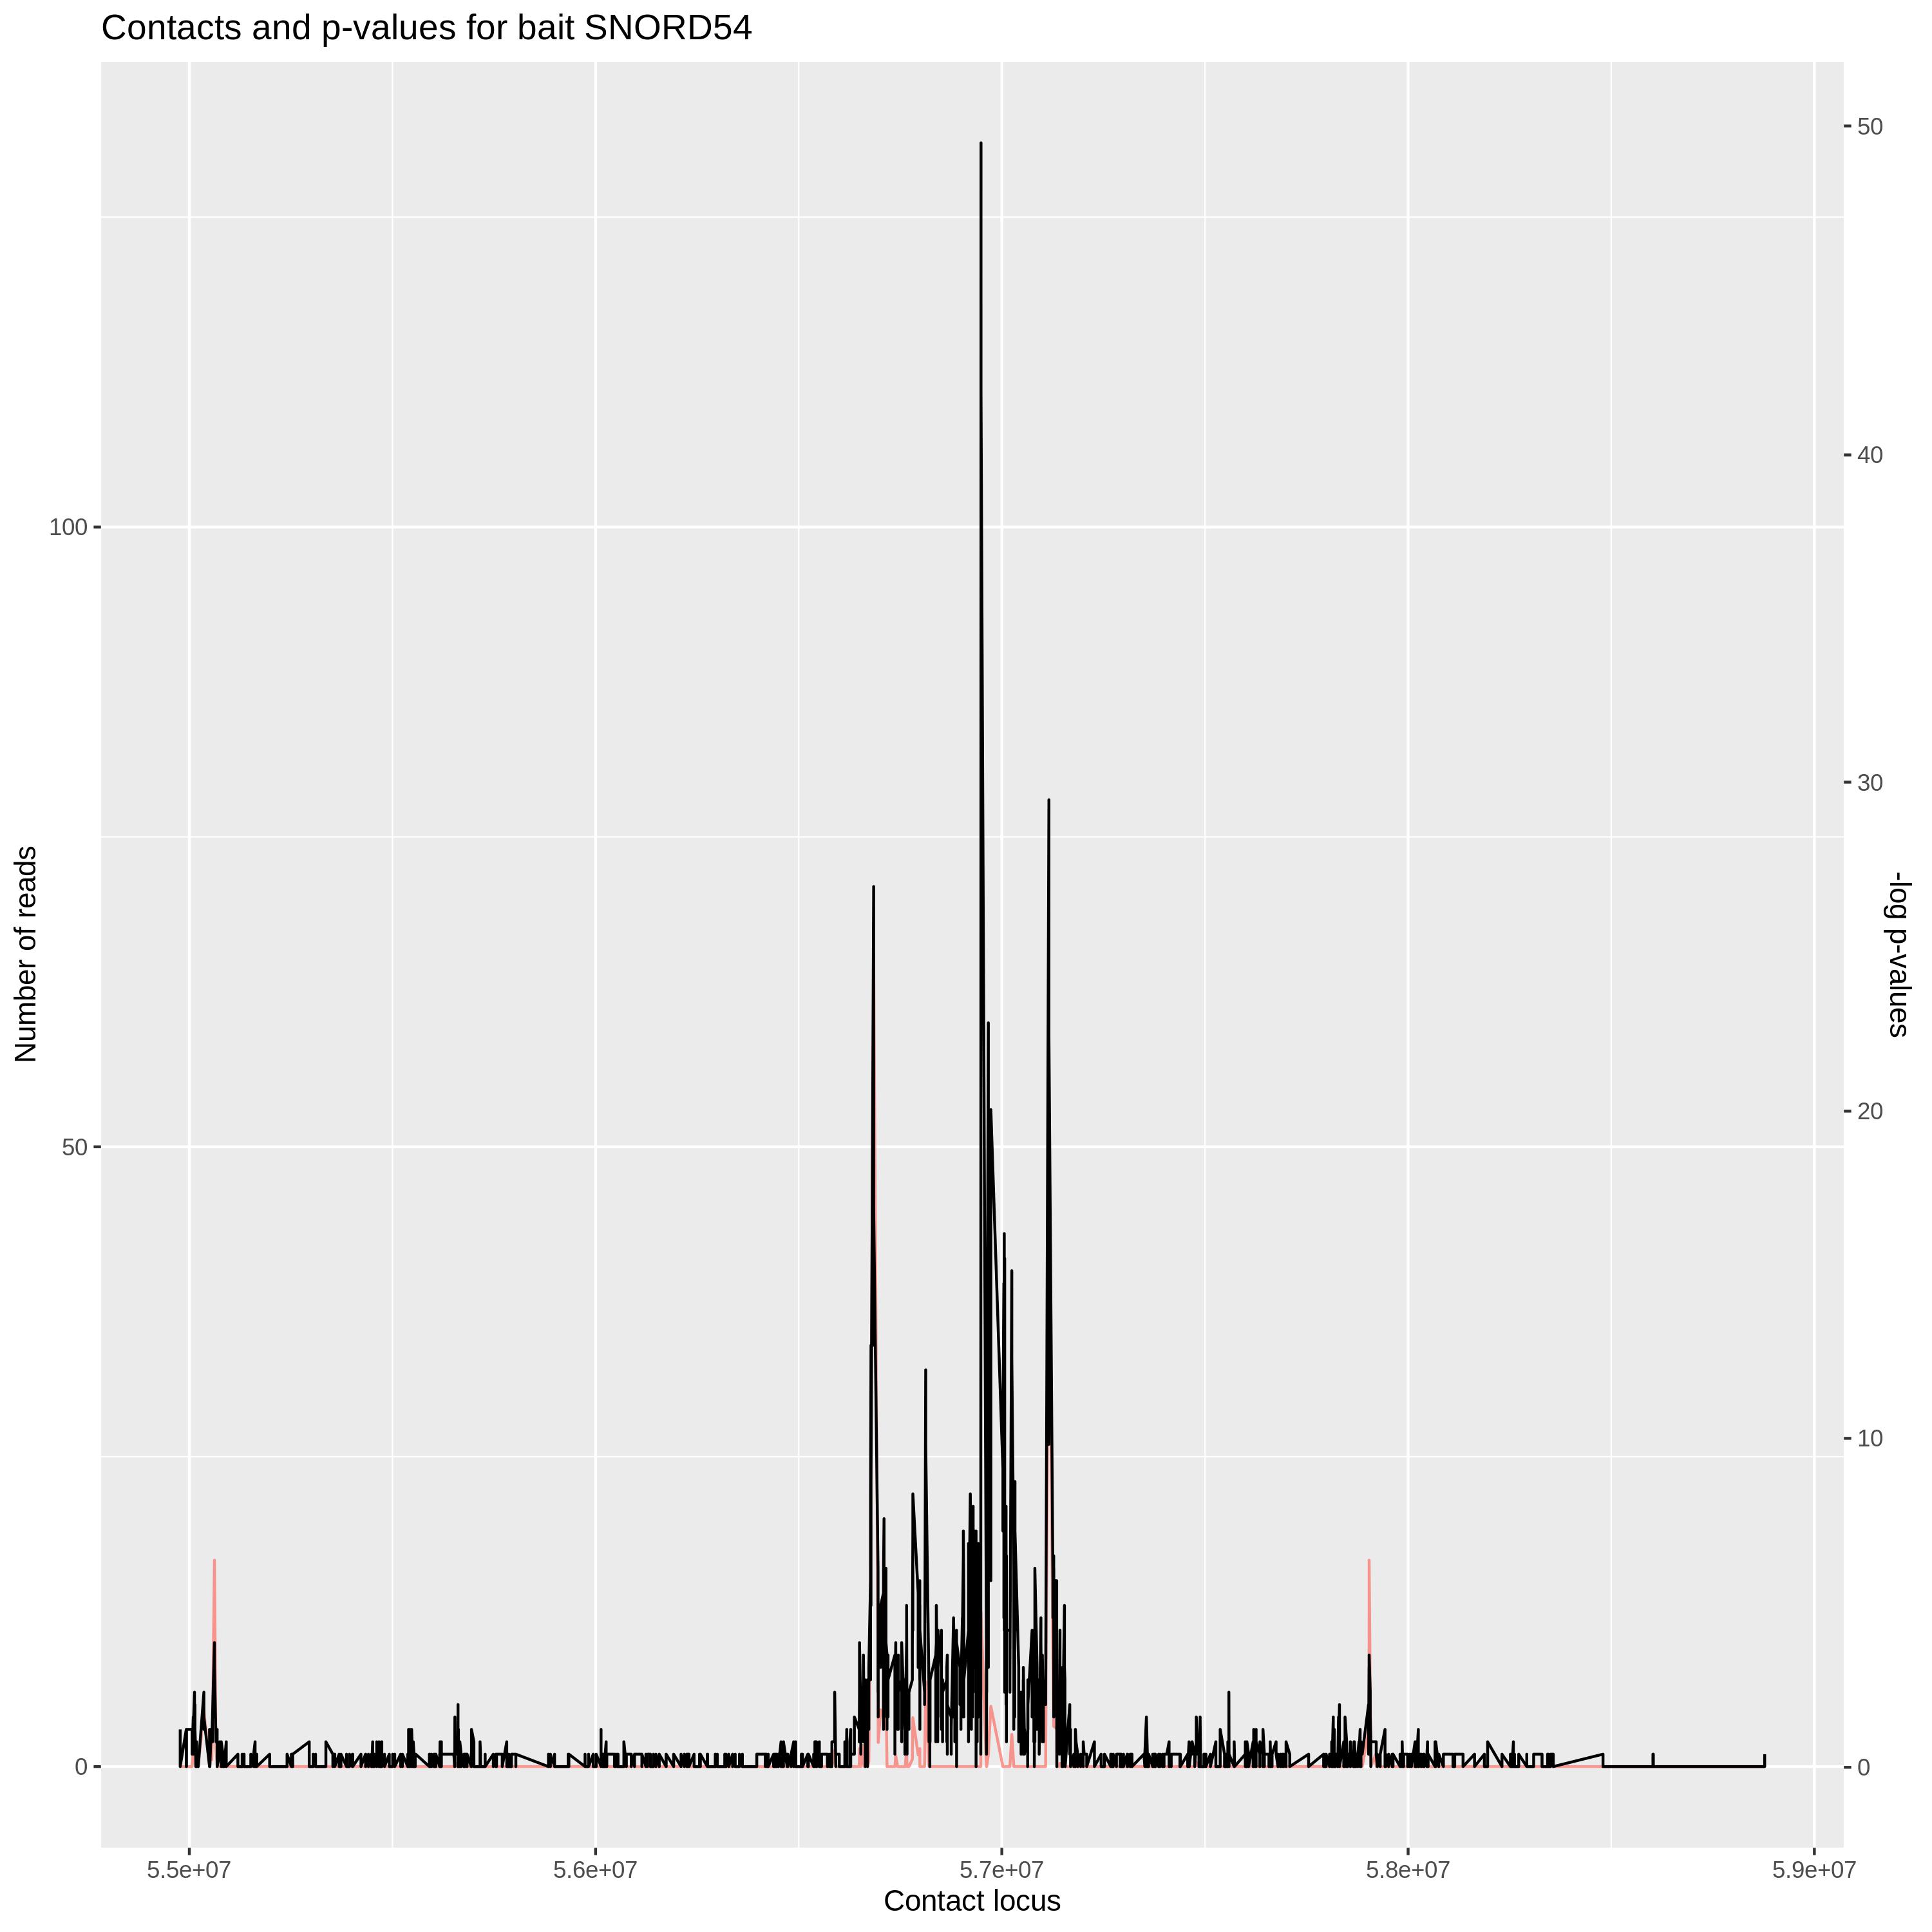 Contacts and p-values for bait SNORD54
Number of reads
100
50
0
50
40
30
20
10
0
-log p-values
5.5e+07
5.6e+07
5.7e+07
5.8e+07
5.9e+07
Contact locus